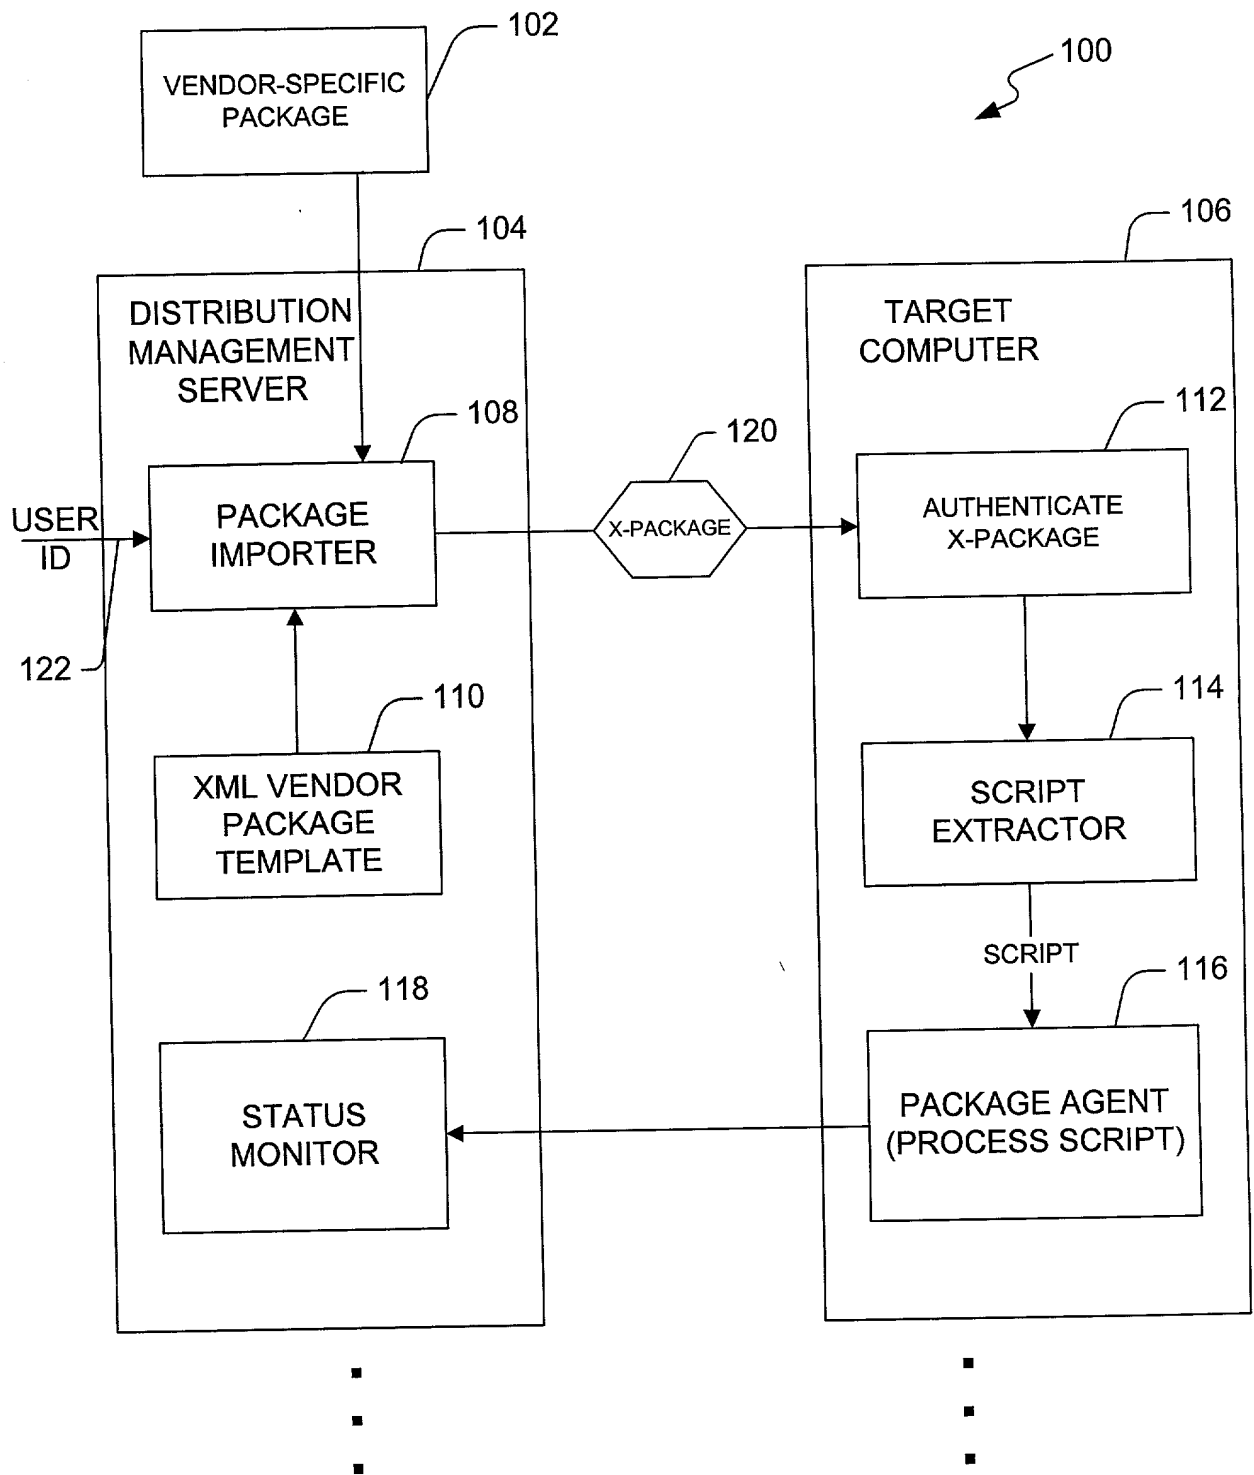 102
VENDOR-SPECIFIC
PACKAGE
100
104
106
DISTRIBUTION
MANAGEMENT
SERVER
TARGET
COMPUTER
108
120
112
USER
ID
PACKAGE
IMPORTER
X-PACKAGE
AUTHENTICATE
X-PACKAGE
122
110
114
XML VENDOR
PACKAGE
TEMPLATE
SCRIPT
EXTRACTOR
SCRIPT
118
116
STATUS
MONITOR
PACKAGE AGENT
(PROCESS SCRIPT)